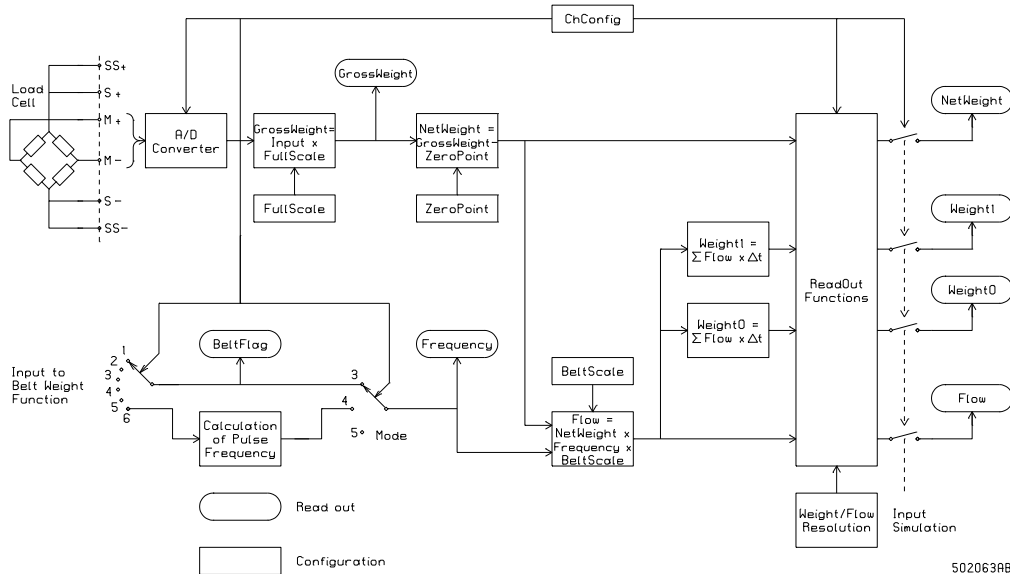 ChConfig
SS+
Load
Cell
S+
M+
M-
S-
SS-
A/D
Converter
GrossWeight
GrossWeight=
Input x
FullScale
FullScale
NetWeight =
GrossWeight-
ZeroPoint
ZeroPoint
NetWeight
Weight1
Weight1 =
ΣFlow x Δt
ReadOut
Functions
Weight0
Weight0 =
ΣFlow x Δt
BeltFlag
Frequency
BeltScale
Input to
Belt Weight
Function
1
2
3
4
5
6
Calculation
of Pulse
Frequency
3
4
5 Mode
Flow =
NetWeight x
Frequency x
BeltScale
Flow
Weight/Flow
Resolution
Input
Simulation
Read out
Configuration
502063AB